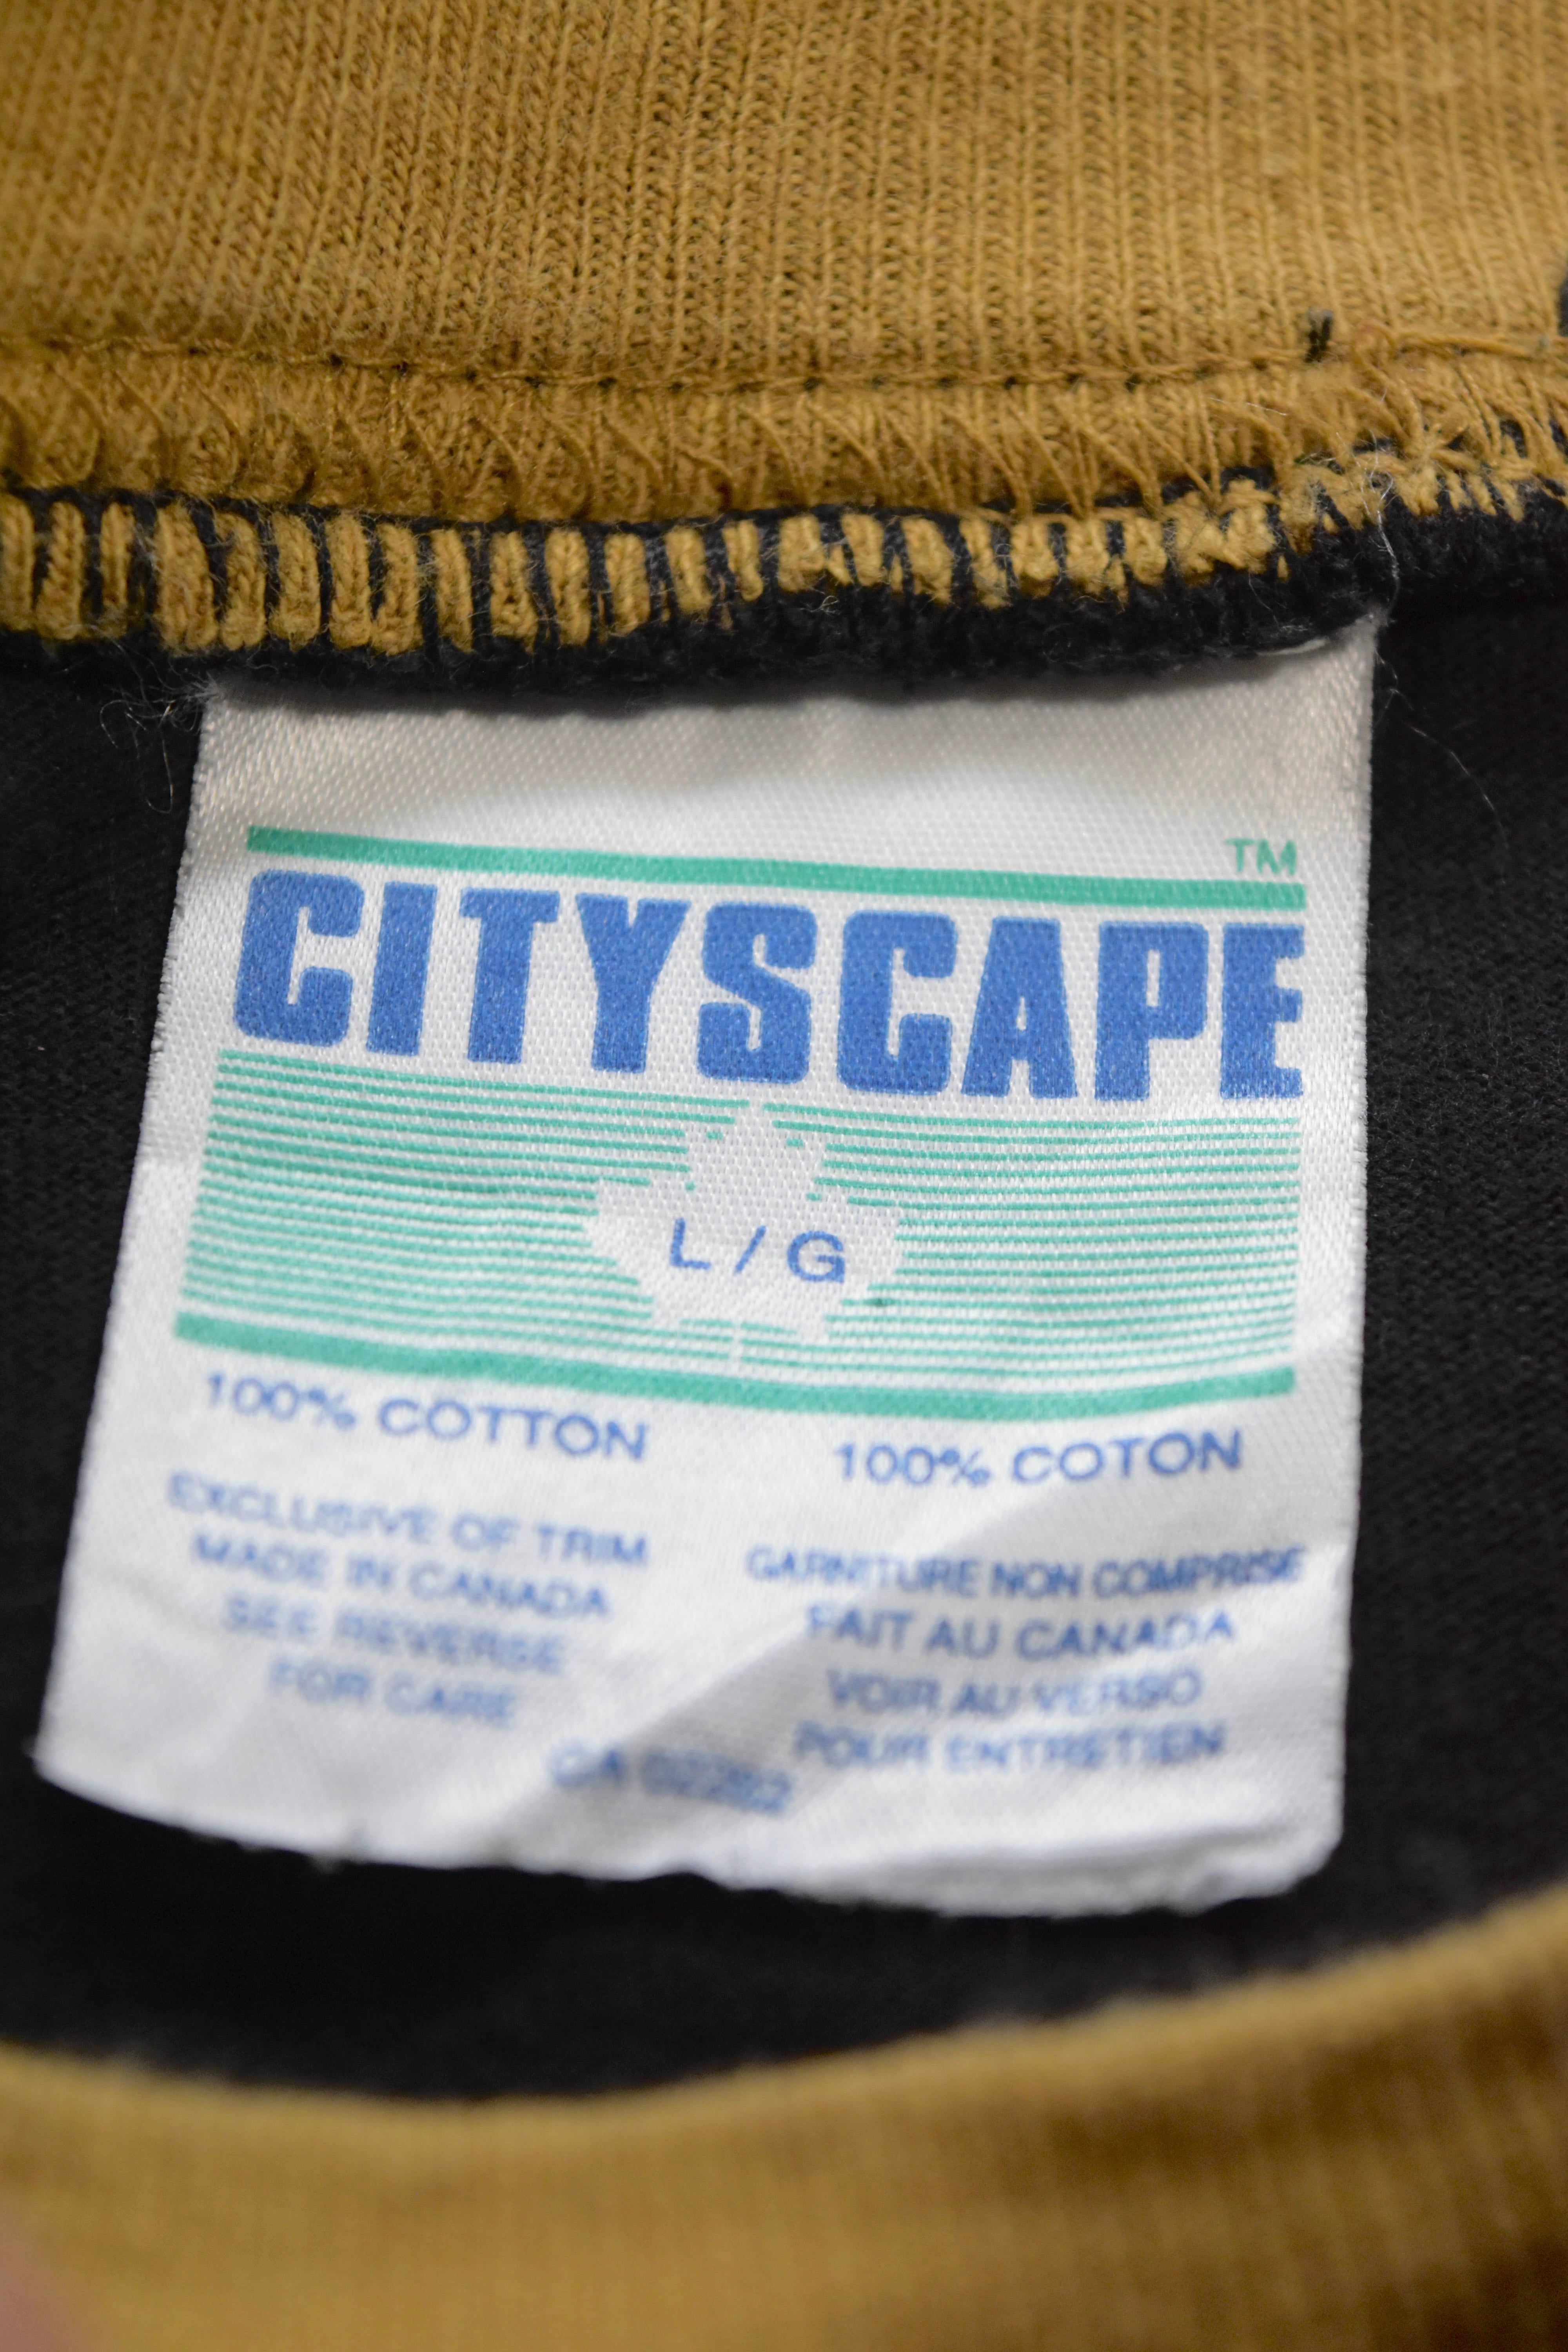 TM
CITYSCAPE
L / G
100% COTTON
EXCLUSIVE OF TRIM
MADE IN CANADA
SEE REVERSE
FOR CARE
100% COTON
GARNITURE NON COMPRISE
FAIT AU CANADA
VOIR AU VERSO
POUR ENTRETIEN
CA